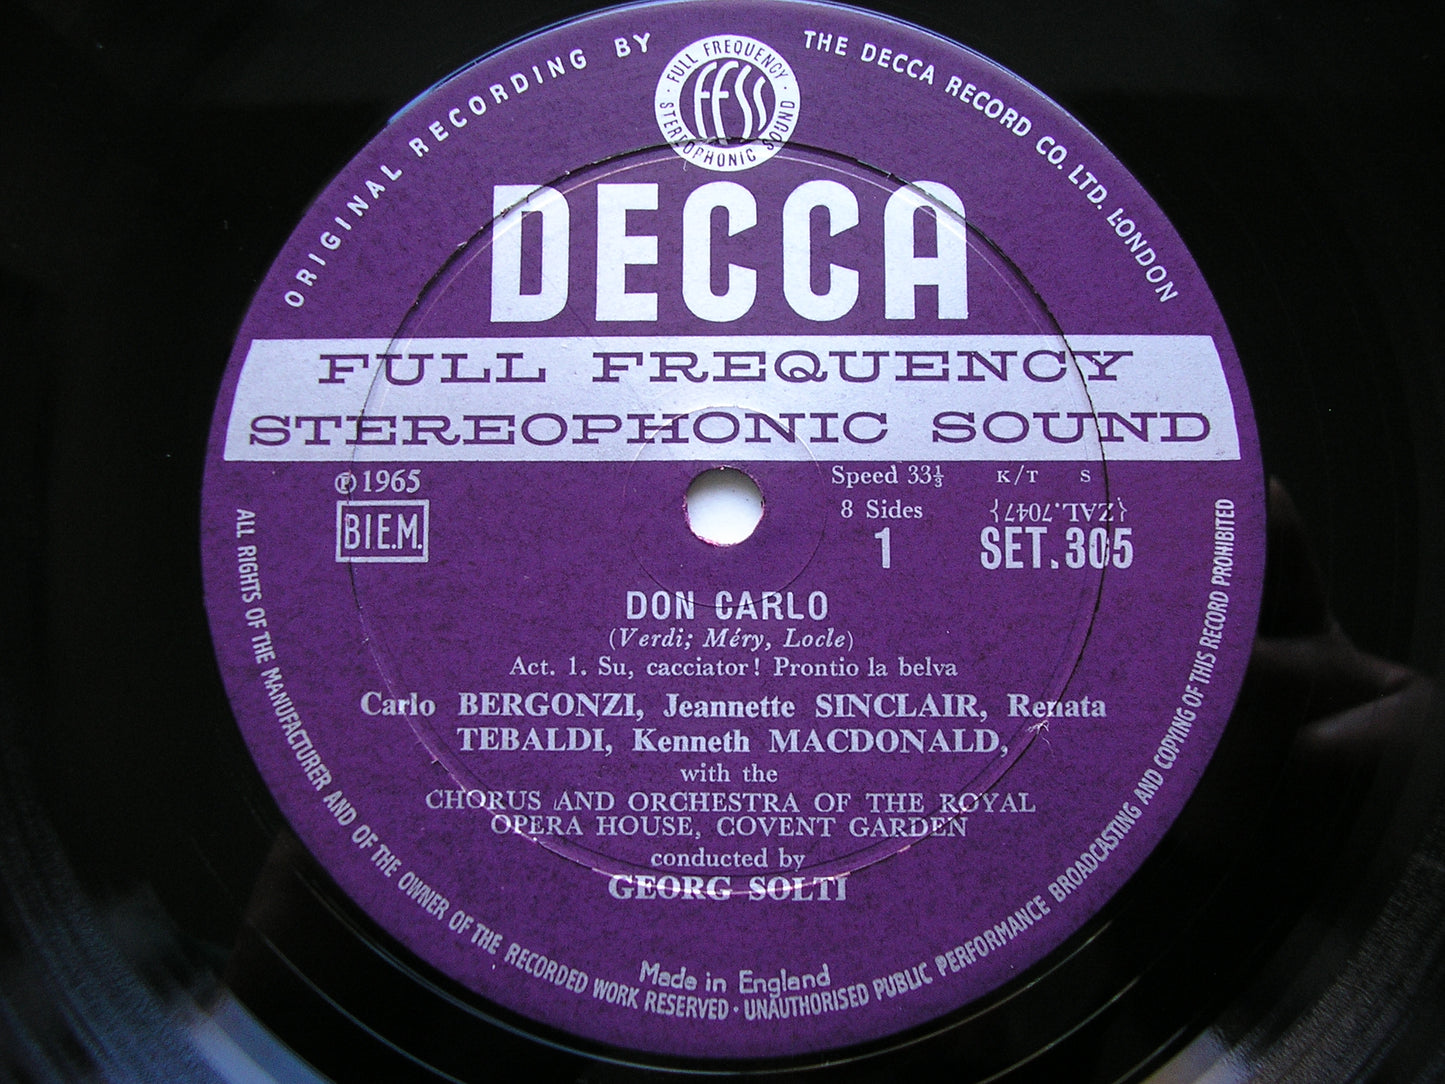 ORIGINAL RECORDING BY
THE DECCA RECORD CO. LTD. LONDON
FULL FREQUENCY
STEREOPHONIC SOUND
FFSS
DECCA
FULL FREQUENCY
STEREOPHONIC SOUND
Ⓟ1965
BIE.M.
Speed 33⅓
K/T S
8 Sides
{ZAL.7047}
1
SET.305
DON CARLO
(Verdi; Méry, Locle)
Act. 1. Su, cacciator! Prontio la belva
Carlo BERGONZI, Jeannette SINCLAIR, Renata
TEBALDI, Kenneth MACDONALD,
with the
CHORUS AND ORCHESTRA OF THE ROYAL
OPERA HOUSE, COVENT GARDEN
conducted by
GEORG SOLTI
Made in England
ALL RIGHTS OF THE MANUFACTURER AND OF THE OWNER OF THE RECORDED WORK RESERVED · UNAUTHORISED PUBLIC PERFORMANCE BROADCASTING AND COPYING OF THIS RECORD PROHIBITED